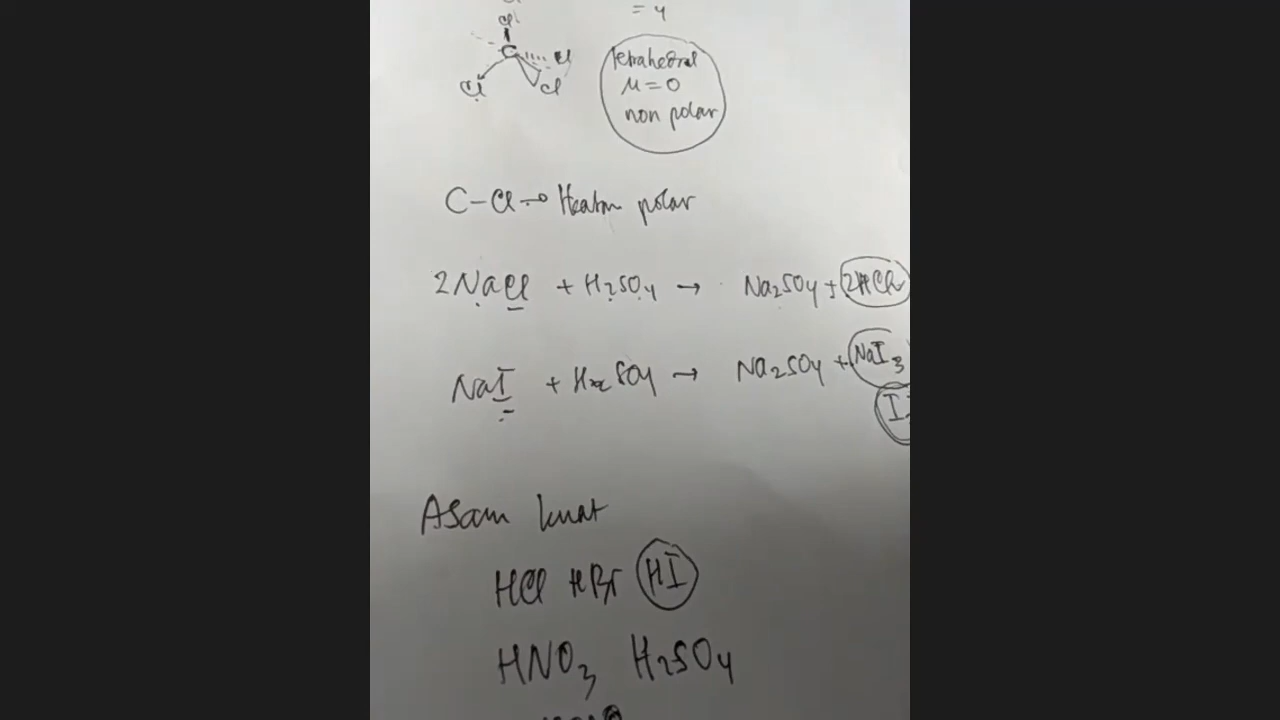 = 4
Cl
C Cl
Cl Cl
Tetrahedral
μ = 0
non polar
C-Cl → polar
2NaCl + H2SO4 → Na2SO4 + 2HCl
NaI + H2SO4 → Na2SO4 + NaI3
Asam kuat
HCl HBr HI
HNO3 H2SO4